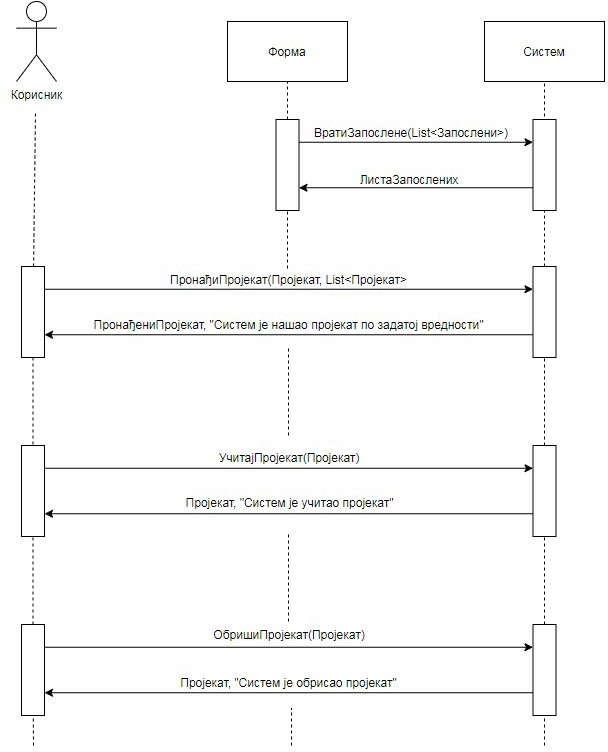 Корисник
Форма
Систем
ВратиЗапослене(List<Запослени>)
ЛистаЗапослених
ПронађиПројекат(Пројекат, List<Пројекат>
ПронађениПројекат, "Систем је нашао пројекат по задатој вредности"
УчитајПројекат(Пројекат)
Пројекат, "Систем је учитао пројекат"
ОбришиПројекат(Пројекат)
Пројекат, "Систем је обрисао пројекат"